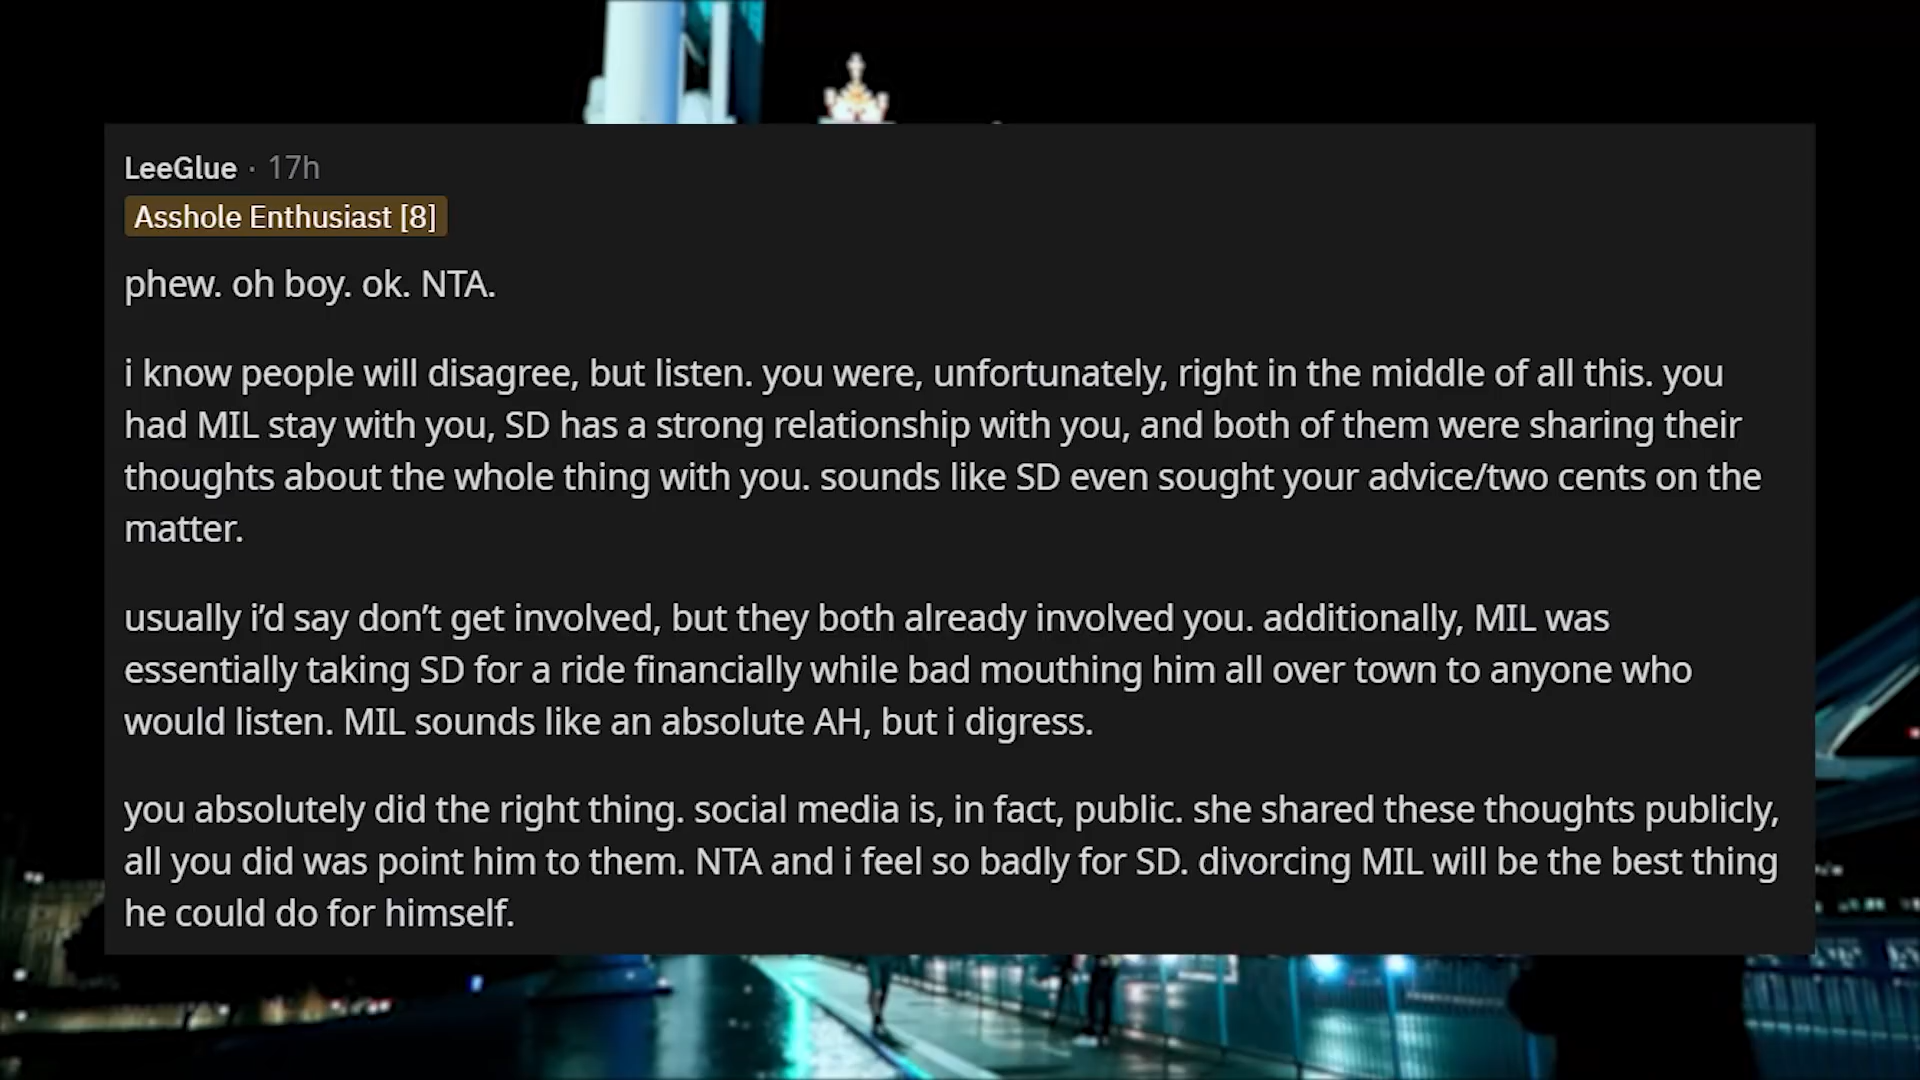 LeeGlue · 17h
Asshole Enthusiast [8]
phew. oh boy. ok. NTA.
i know people will disagree, but listen. you were, unfortunately, right in the middle of all this. you
had MIL stay with you, SD has a strong relationship with you, and both of them were sharing their
thoughts about the whole thing with you. sounds like SD even sought your advice/two cents on the
matter.
usually i’d say don’t get involved, but they both already involved you. additionally, MIL was
essentially taking SD for a ride financially while bad mouthing him all over town to anyone who
would listen. MIL sounds like an absolute AH, but i digress.
you absolutely did the right thing. social media is, in fact, public. she shared these thoughts publicly,
all you did was point him to them. NTA and i feel so badly for SD. divorcing MIL will be the best thing
he could do for himself.